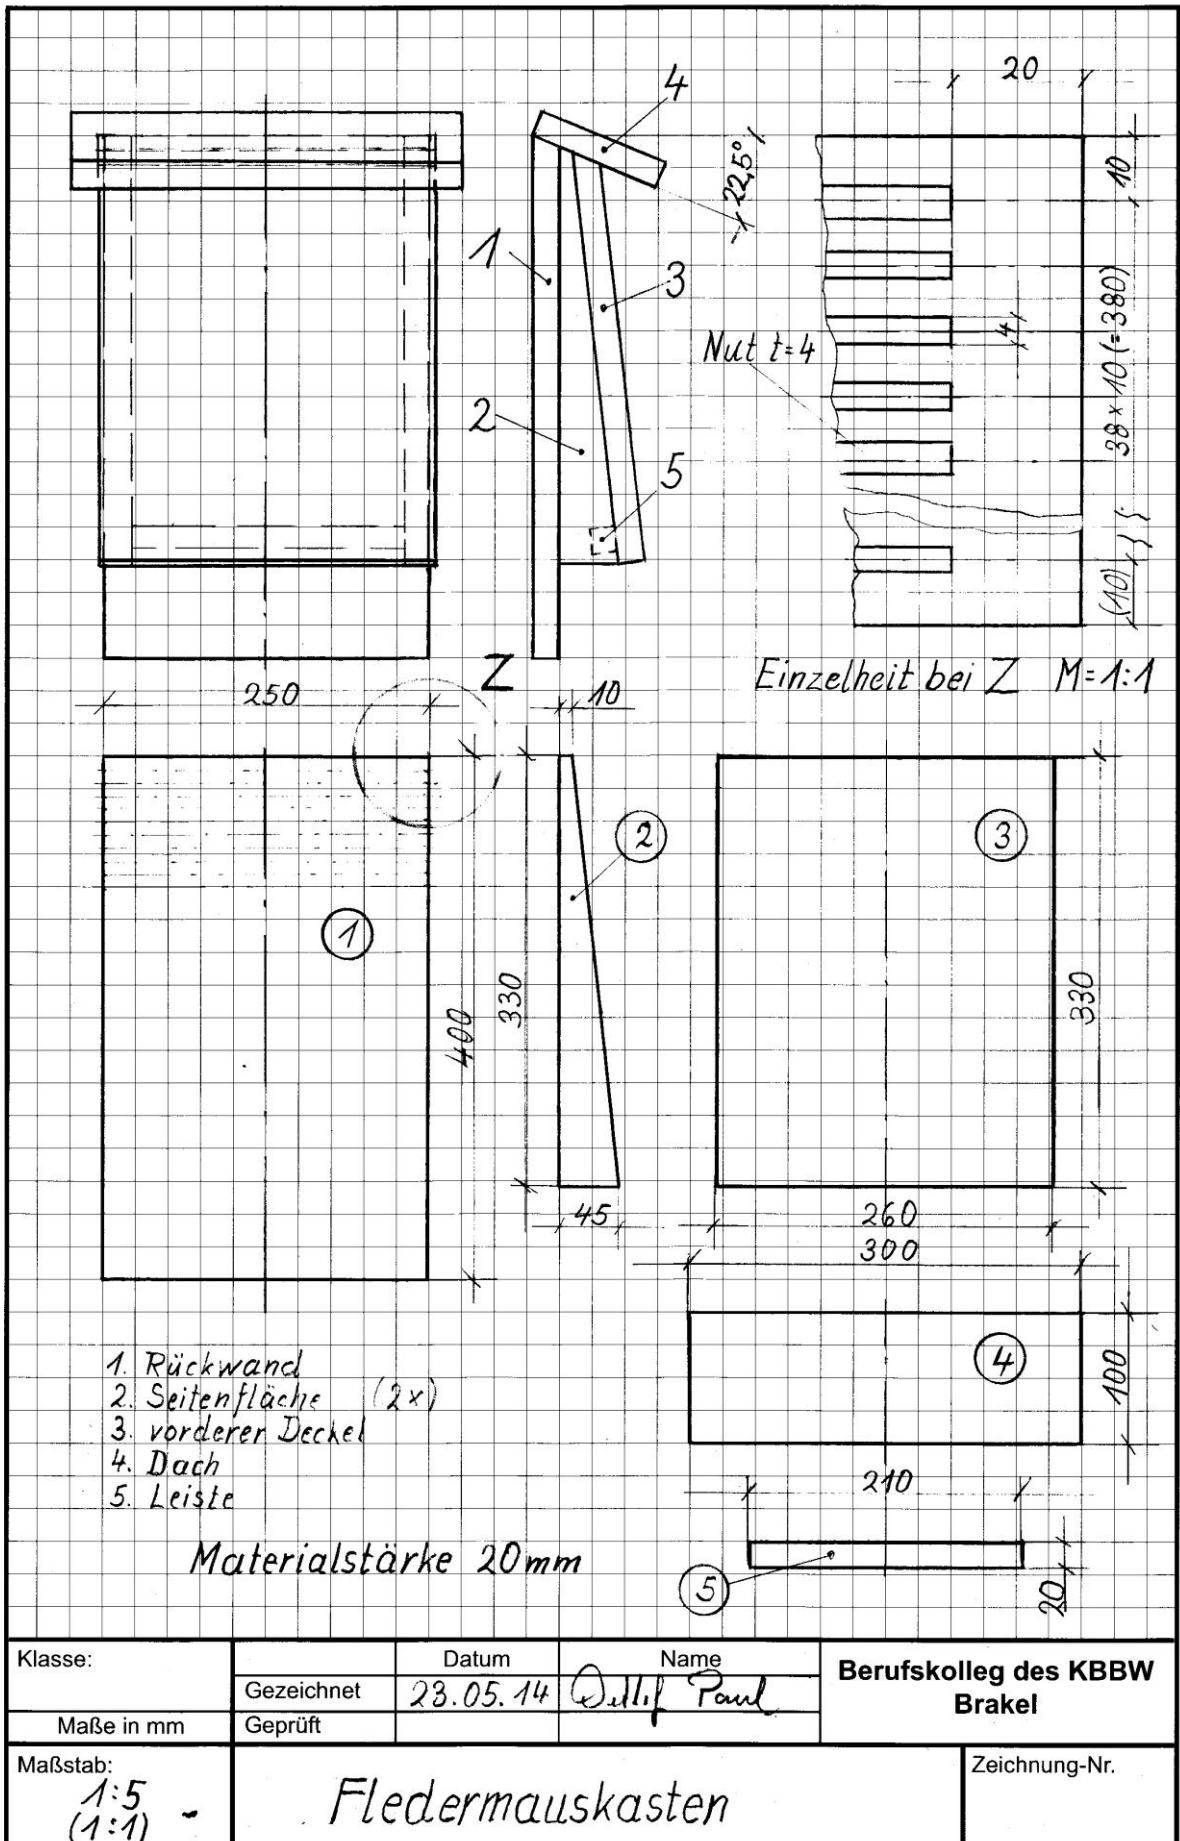 4
20
22,5°
10
1
3
Nut t=4
4
38×10 (=380)
2
5
(10)
Z
Einzelheit bei Z M=1:1
250
10
2
3
1
330
400
330
45
260
300
4
100
1. Rückwand
2. Seitenfläche (2x)
3. vorderer Deckel
4. Dach
5. Leiste
210
Materialstärke 20mm
5
20
Klasse:
Datum
Name
Berufskolleg des KBBW
Brakel
Gezeichnet
23.05.14
Detlef Paul
Maße in mm
Geprüft
Maßstab:
1:5
(1:1)
Fledermauskasten
Zeichnung-Nr.